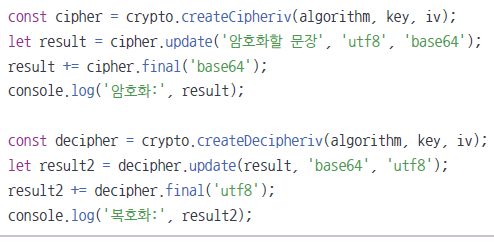 const cipher = crypto.createCipheriv(algorithm, key, iv);
let result = cipher.update('암호화할 문장', 'utf8', 'base64');
result += cipher.final('base64');
console.log('암호화:', result);

const decipher = crypto.createDecipheriv(algorithm, key, iv);
let result2 = decipher.update(result, 'base64', 'utf8');
result2 += decipher.final('utf8');
console.log('복호화:', result2);